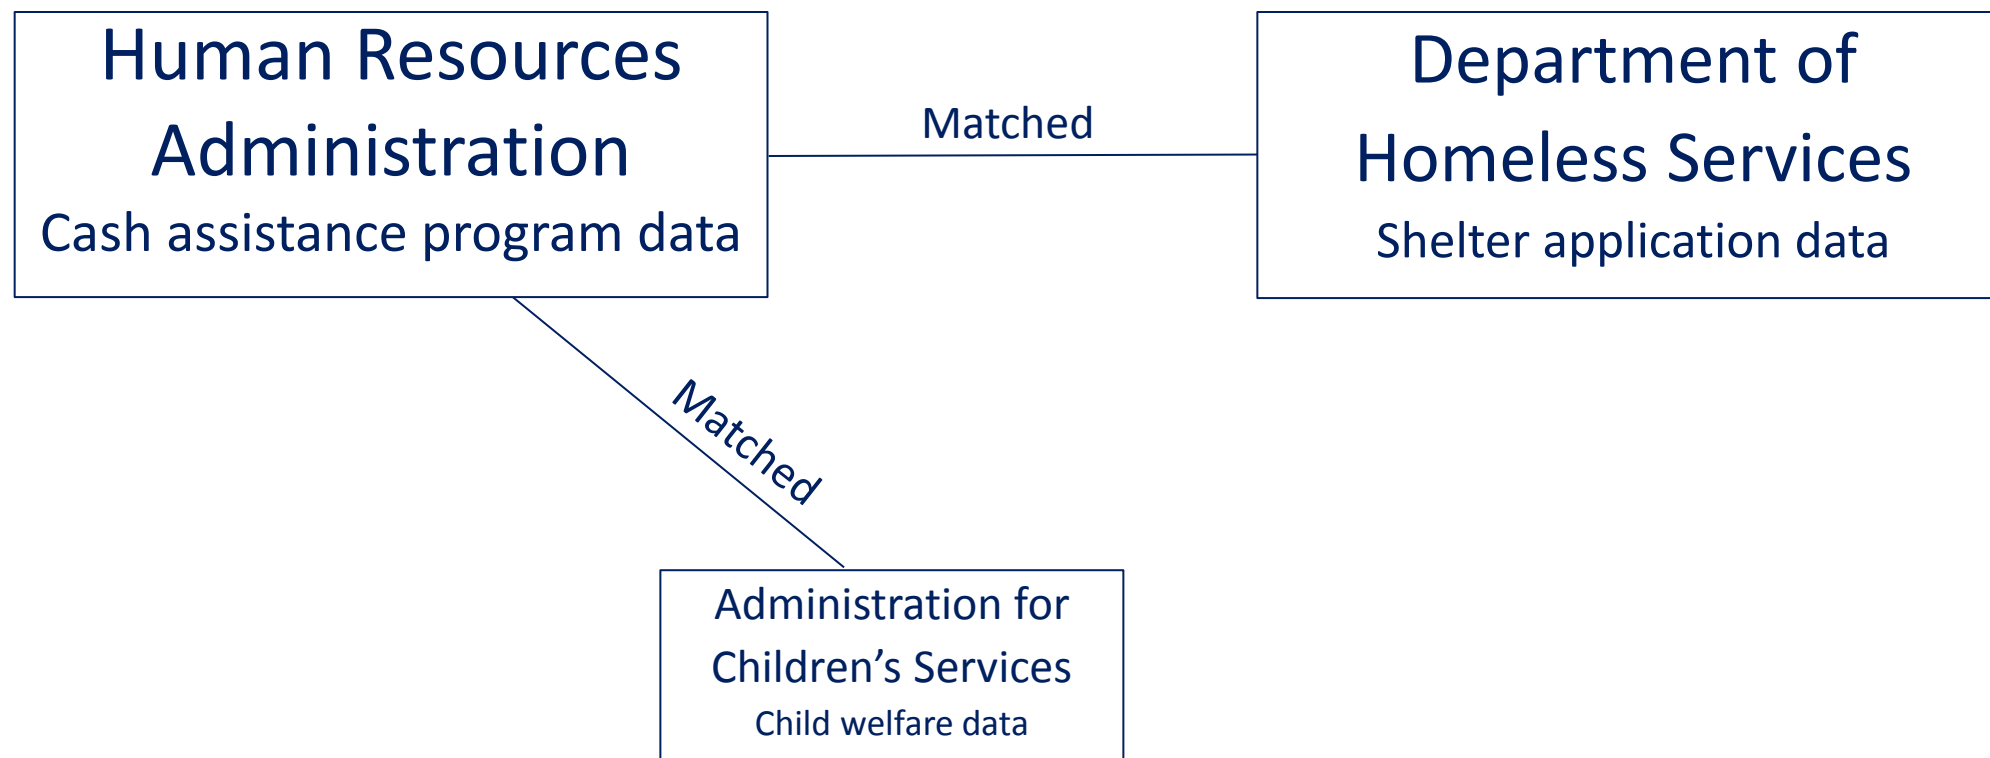 Human Resources
Administration
Cash assistance program data
Matched
Department of
Homeless Services
Shelter application data
Matched
Administration for
Children’s Services
Child welfare data